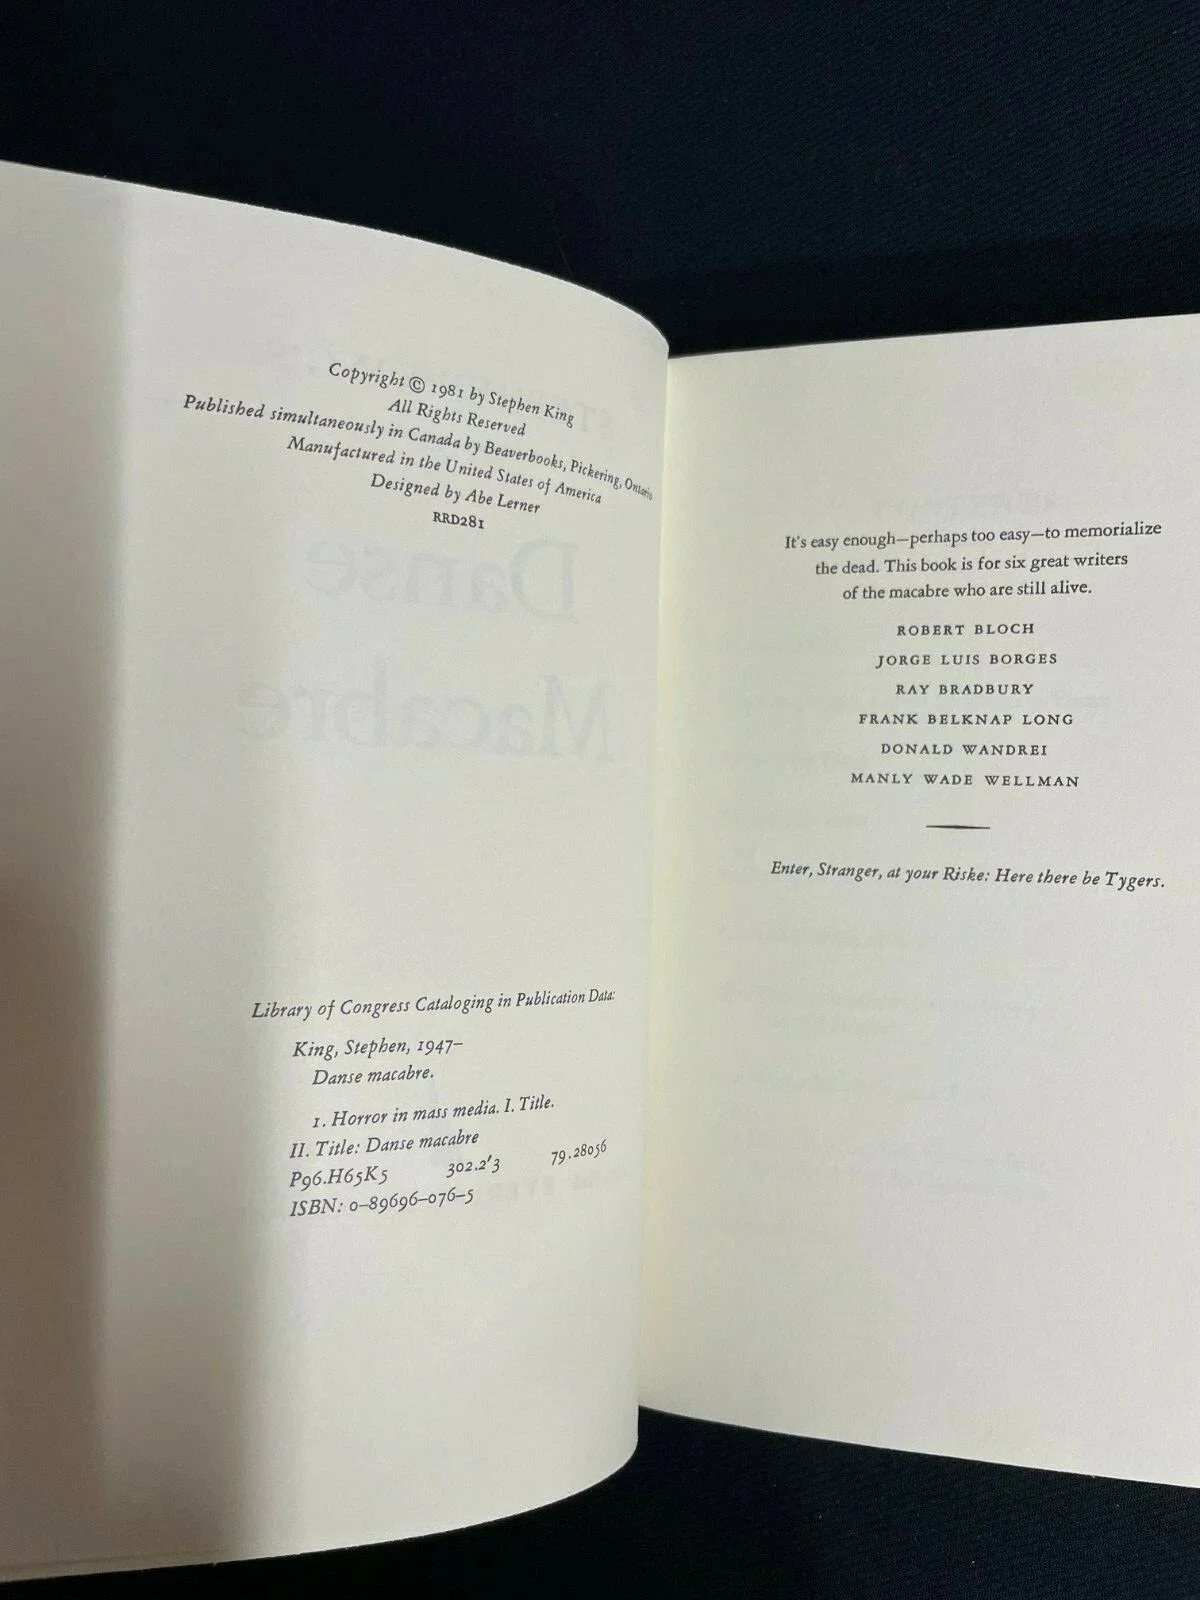 Copyright © 1981 by Stephen King
All Rights Reserved
Published simultaneously in Canada by Beaverbooks, Pickering, Ontario
Manufactured in the United States of America
Designed by Abe Lerner
RRD281
Danse
Macabre
Library of Congress Cataloging in Publication Data:
King, Stephen, 1947–
Danse macabre.
1. Horror in mass media. I. Title.
II. Title: Danse macabre
P96.H65K5 302.2'3 79.28056
ISBN: 0–89696–076–5
It's easy enough—perhaps too easy—to memorialize
the dead. This book is for six great writers
of the macabre who are still alive.
ROBERT BLOCH
JORGE LUIS BORGES
RAY BRADBURY
FRANK BELKNAP LONG
DONALD WANDREI
MANLY WADE WELLMAN
Enter, Stranger, at your Riske: Here there be Tygers.